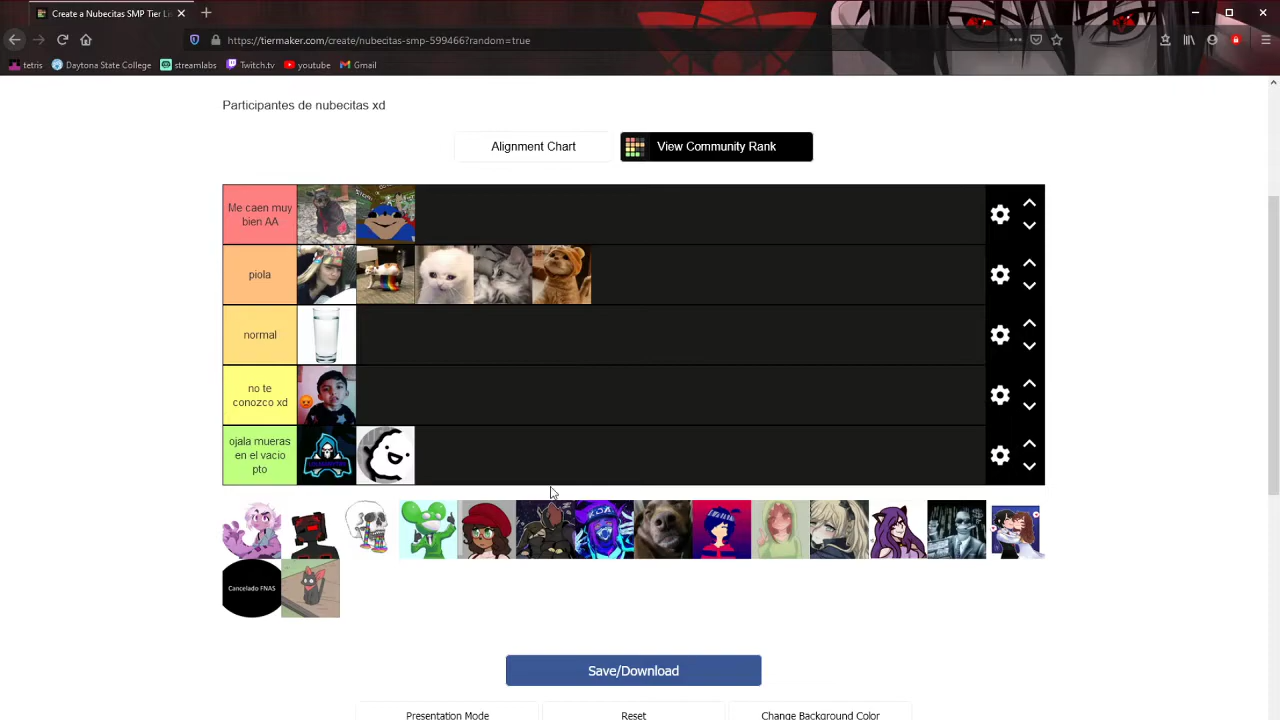 Create a Nubecitas SMP Tier Li
https://tiermaker.com/create/nubecitas-smp-599466?random=true
tetris Daytona State College streamlabs Twitch.tv youtube Gmail
Participantes de nubecitas xd
Alignment Chart
View Community Rank
Me caen muy
bien AA
piola
normal
no te
conozco xd
ojala mueras
en el vacio
pto
Cancelado FNAS
Save/Download
Presentation Mode
Reset
Change Background Color